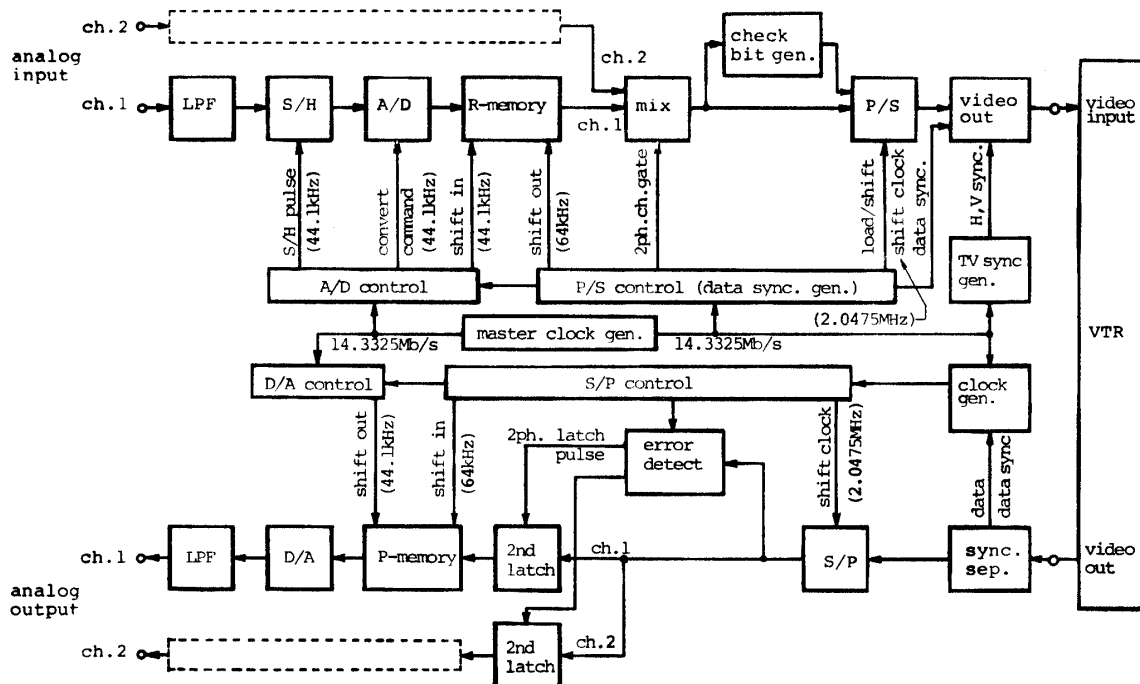 ch.2
analog
input
ch.1
LPF
S/H
A/D
R-memory
ch.2
ch.1
mix
check
bit gen.
P/S
video
out
video
input
S/H pulse
(44.1kHz)
convert
command
(44.1kHz)
shift in
(44.1kHz)
shift out
(64kHz)
2ph.ch.gate
load/shift
shift clock
data sync.
H,V sync.
A/D control
P/S control (data sync. gen.)
TV sync
gen.
(2.0475MHz)
master clock gen.
14.3325Mb/s
14.3325Mb/s
VTR
D/A control
S/P control
clock
gen.
shift out
(44.1kHz)
shift in
(64kHz)
2ph. latch
pulse
error
detect
shift clock
(2.0475MHz)
data
data sync
ch.1
LPF
D/A
P-memory
2nd
latch
ch.1
S/P
sync.
sep.
video
out
analog
output
ch.2
2nd
latch
ch.2